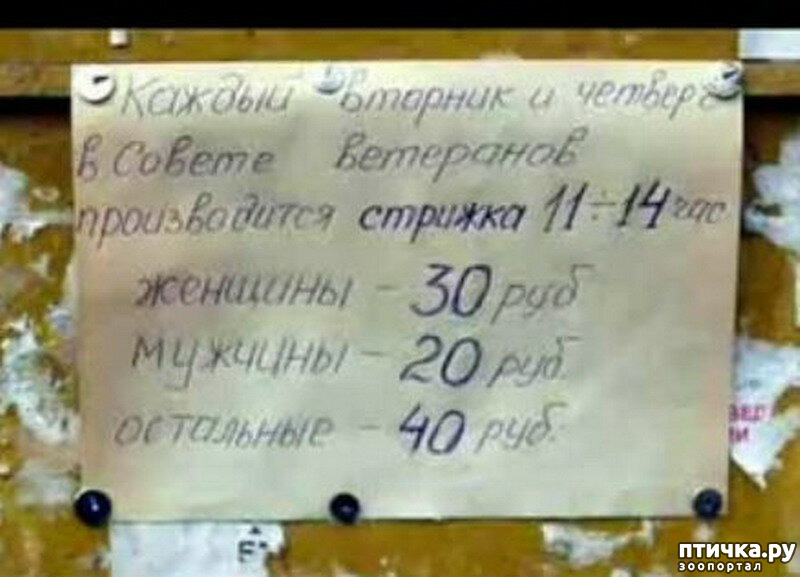 Каждый вторник и четверг
в Совете ветеранов
производится стрижка 11÷14 час
женщины - 30 руб
мужчины - 20 руб.
остальные - 40 руб.
птичка.ру
зоопортал